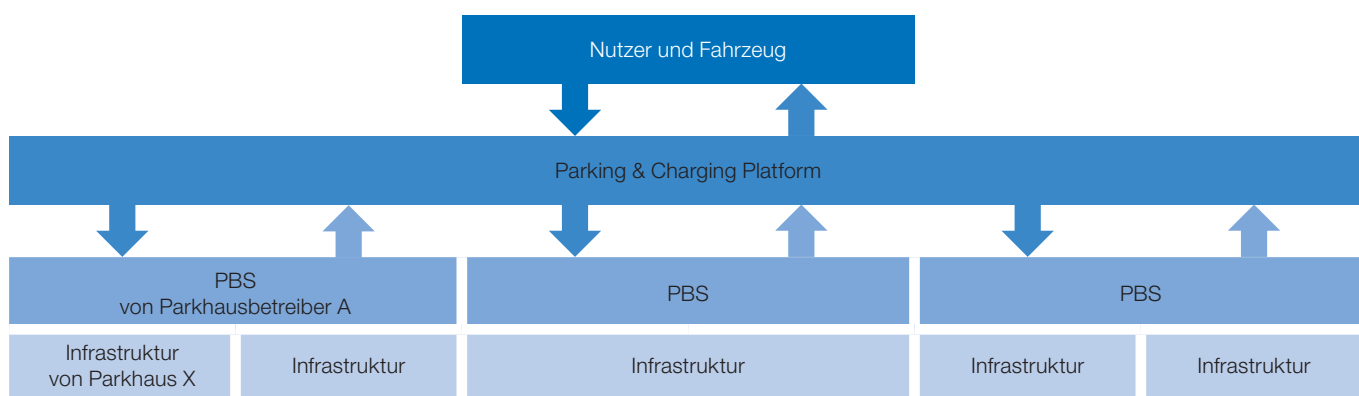 Nutzer und Fahrzeug
Parking & Charging Platform
PBS
von Parkhausbetreiber A
PBS
PBS
Infrastruktur
von Parkhaus X
Infrastruktur
Infrastruktur
Infrastruktur
Infrastruktur